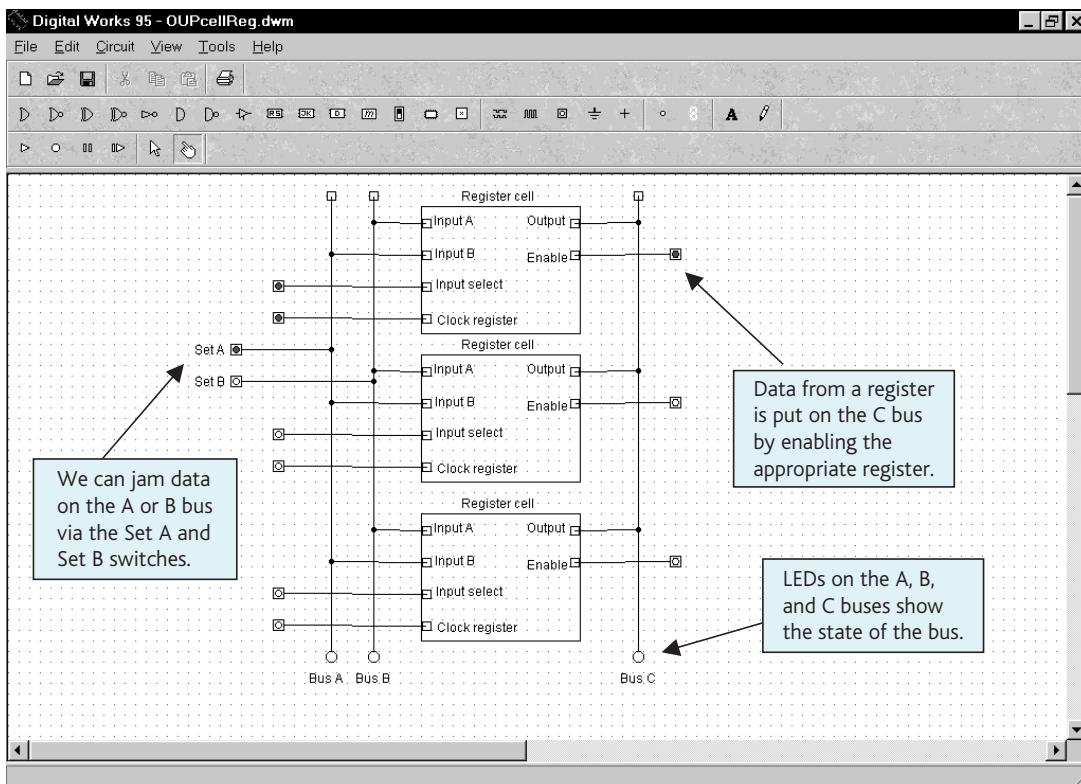 Digital Works 95 - OUPcellReg.dwm
File Edit Circuit View Tools Help
RS JK D m
A
Register cell
Input A Output
Input B Enable
Input select
Clock register
Set A
Set B
Register cell
Input A Output
Input B Enable
Input select
Clock register
Register cell
Input A Output
Input B Enable
Input select
Clock register
Bus A Bus B Bus C
We can jam data
on the A or B bus
via the Set A and
Set B switches.
Data from a register
is put on the C bus
by enabling the
appropriate register.
LEDs on the A, B,
and C buses show
the state of the bus.